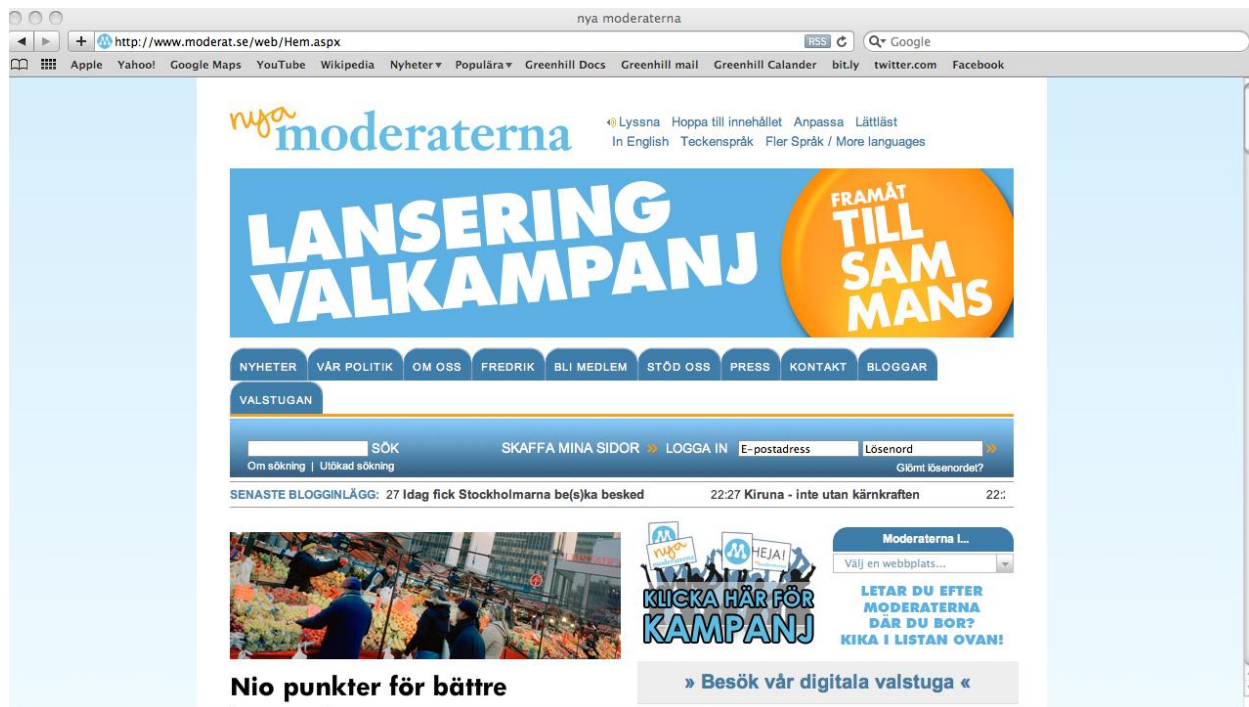 nya moderaterna
http://www.moderat.se/web/Hem.aspx RSS Google
Apple Yahoo! Google Maps YouTube Wikipedia Nyheter Populära Greenhill Docs Greenhill mail Greenhill Calander bit.ly twitter.com Facebook
nya moderaterna
Lyssna Hoppa till innehållet Anpassa Lättläst
In English Teckenspråk Fler Språk / More languages
LANSERING
VALKAMPANJ
FRAMÅT
TILL
SAM
MANS
NYHETER VÅR POLITIK OM OSS FREDRIK BLI MEDLEM STÖD OSS PRESS KONTAKT BLOGGAR
VALSTUGAN
SÖK SKAFFA MINA SIDOR » LOGGA IN E-postadress Lösenord »
Om sökning | Utökad sökning Glömt lösenordet?
SENASTE BLOGGINLÄGG: 27 Idag fick Stockholmarna be(s)ka besked 22:27 Kiruna - inte utan kärnkraften 22:
M
nya
moderaterna
M HEJA!
KLICKA HÄR FÖR
KAMPANJ
Moderaterna I...
Välj en webbplats...
LETAR DU EFTER
MODERATERNA
DÄR DU BOR?
KIKA I LISTAN OVAN!
Nio punkter för bättre
» Besök vår digitala valstuga «